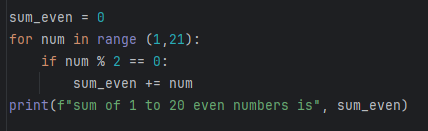 sum_even = 0
for num in range (1,21):
    if num % 2 == 0:
        sum_even += num
print(f"sum of 1 to 20 even numbers is", sum_even)